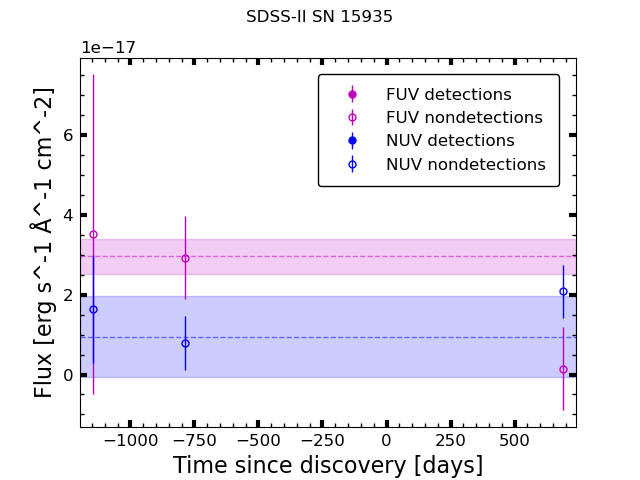 SDSS-II SN 15935
1e−17
FUV detections
FUV nondetections
NUV detections
NUV nondetections
6
4
2
0
Flux [erg s^-1 Å^-1 cm^-2]
−1000 −750 −500 −250 0 250 500
Time since discovery [days]